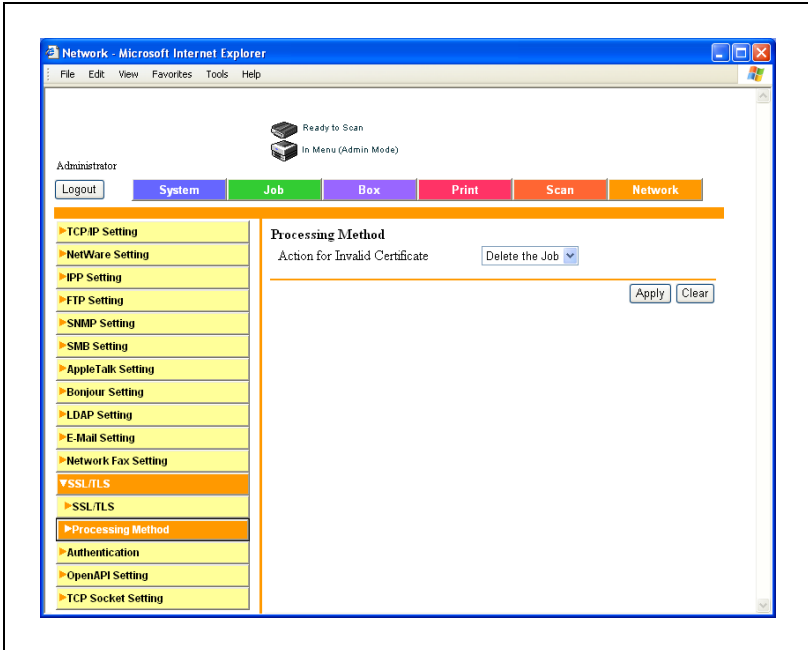 Network - Microsoft Internet Explorer
File Edit View Favorites Tools Help
Ready to Scan
In Menu (Admin Mode)
Administrator
Logout
System Job Box Print Scan Network
TCP/IP Setting
NetWare Setting
IPP Setting
FTP Setting
SNMP Setting
SMB Setting
AppleTalk Setting
Bonjour Setting
LDAP Setting
E-Mail Setting
Network Fax Setting
SSL/TLS
SSL/TLS
Processing Method
Authentication
OpenAPI Setting
TCP Socket Setting
Processing Method
Action for Invalid Certificate Delete the Job
Apply Clear